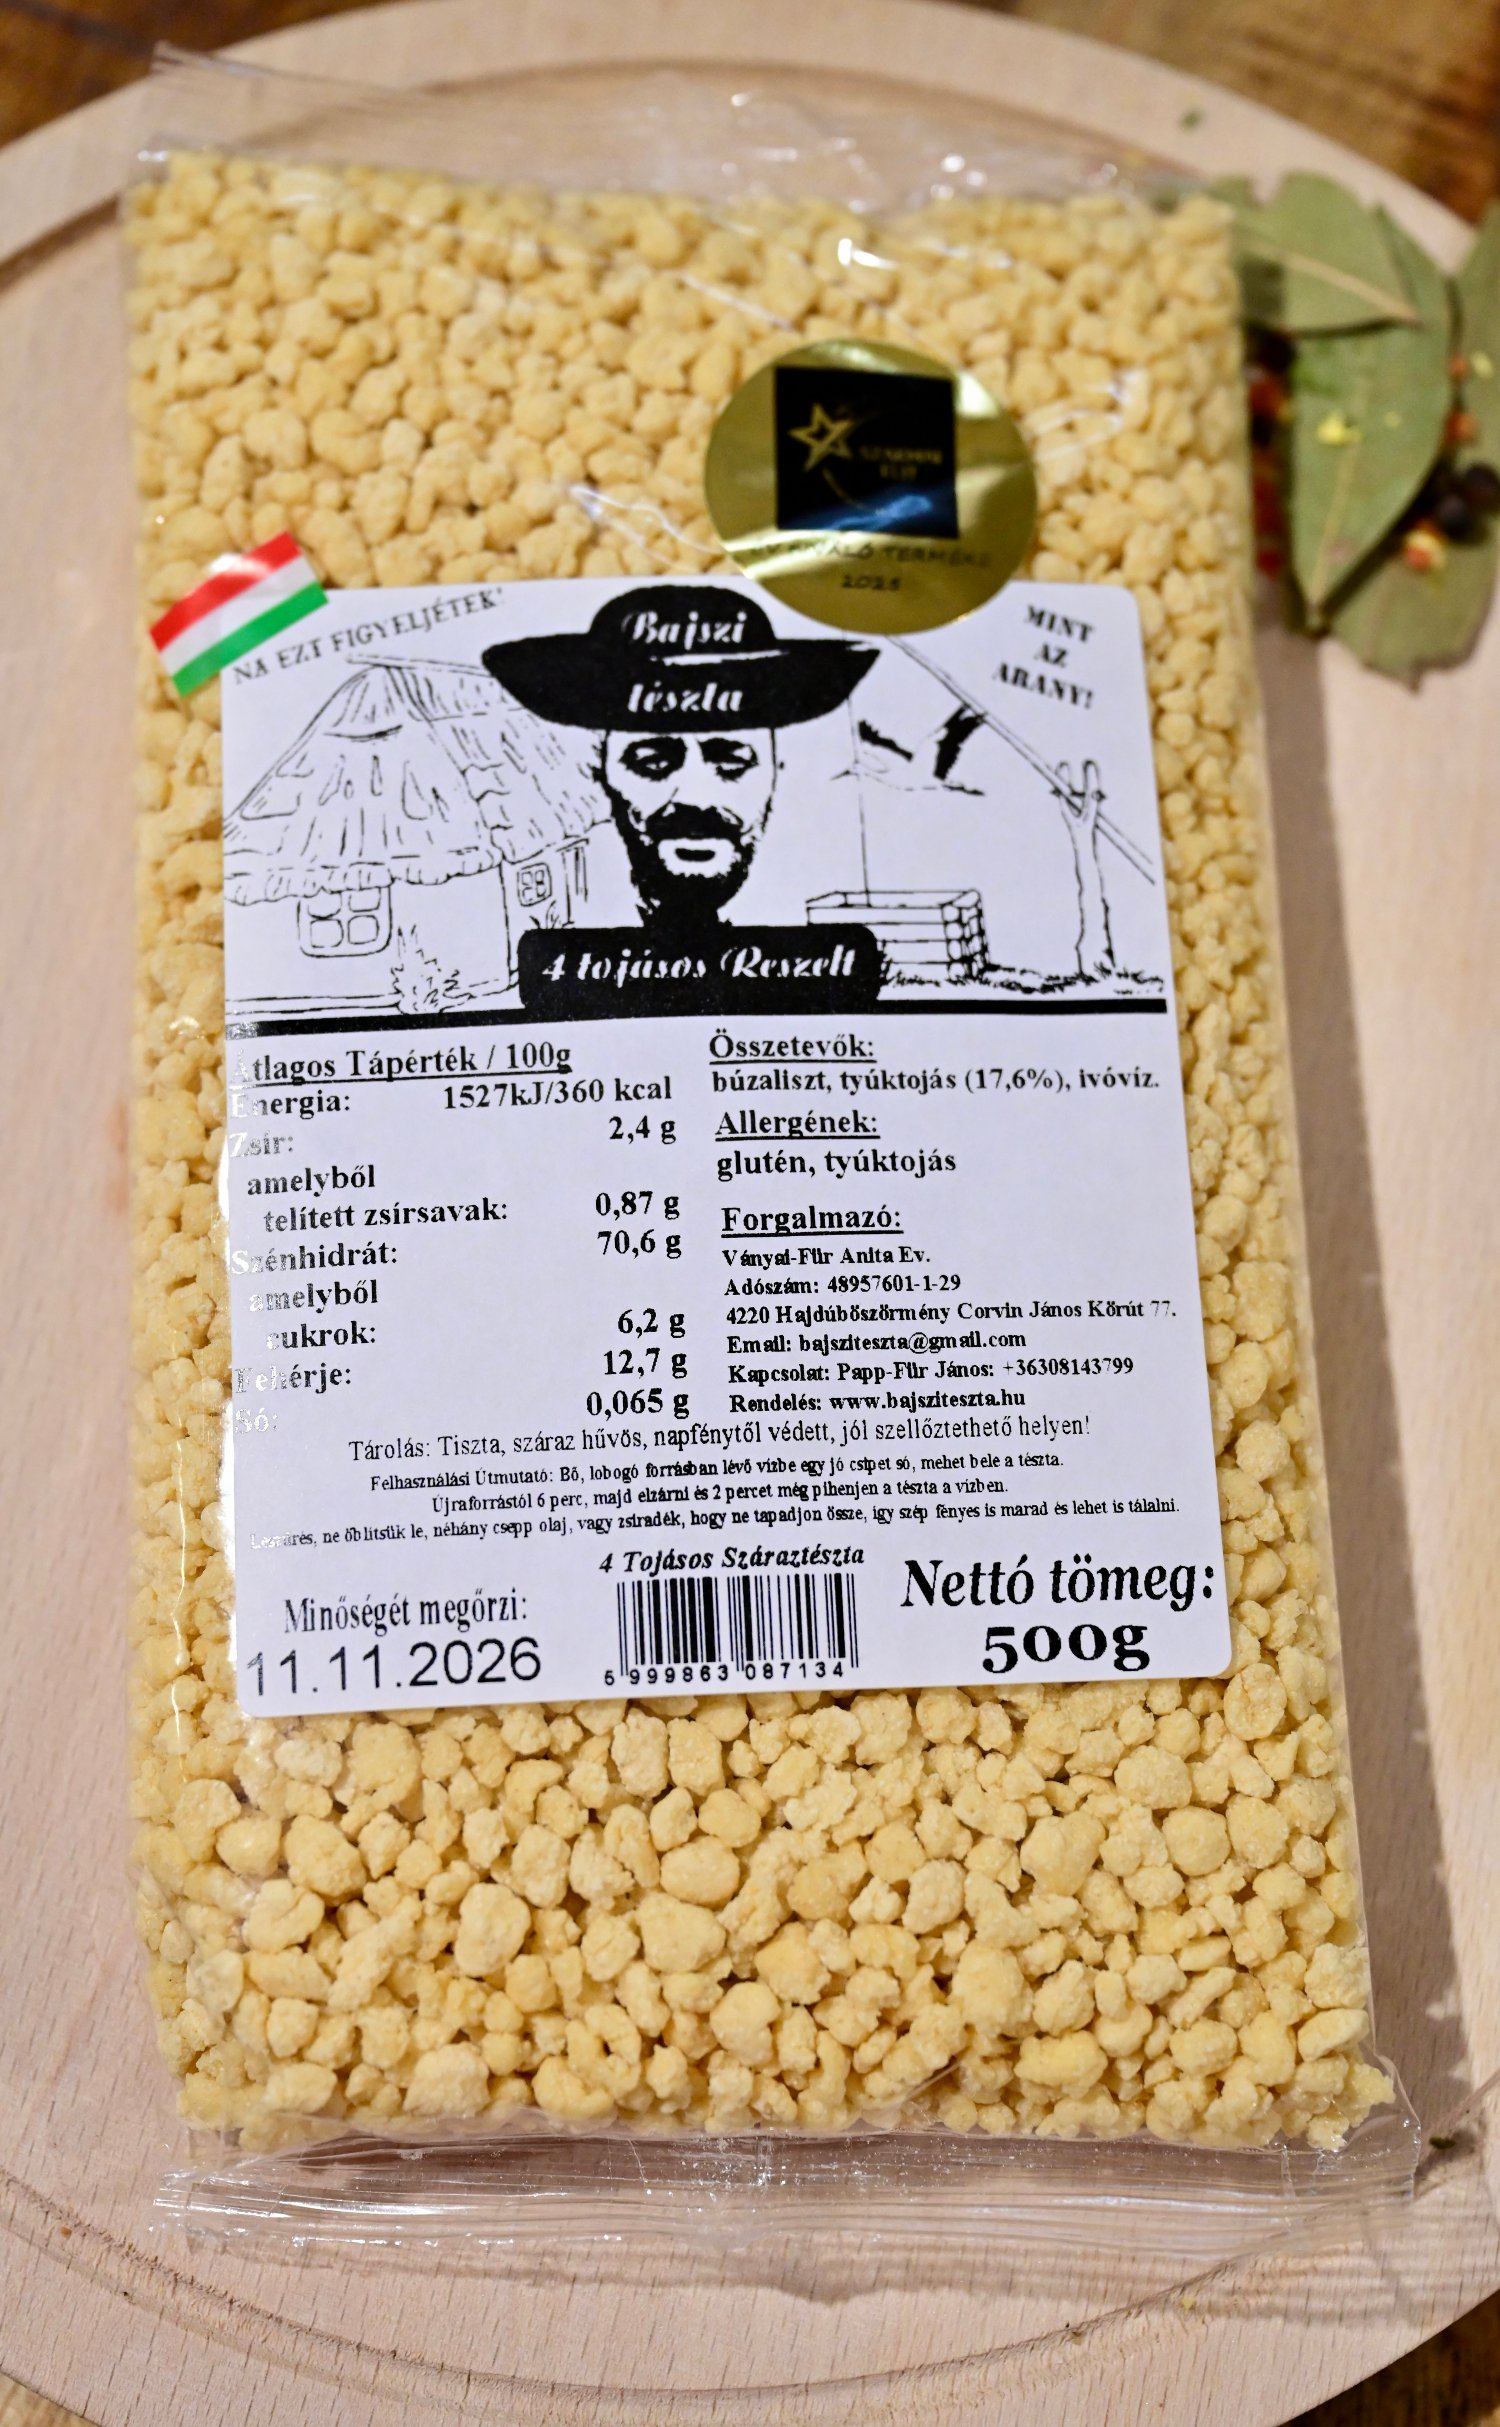 KIVÁLÓ TERMÉKE
NA EZT FIGYELJÉTEK!
Bajszi
tészta
MINT
AZ
ARANY!
4 tojásos Reszelt
Átlagos Tápérték / 100g
Energia: 1527kJ/360 kcal
Zsír: 2,4 g
amelyből
telített zsírsavak: 0,87 g
Szénhidrát: 70,6 g
amelyből
cukrok: 6,2 g
Fehérje: 12,7 g
Só: 0,065 g
Összetevők:
búzaliszt, tyúktojás (17,6%), ivóvíz.
Allergének:
glutén, tyúktojás
Forgalmazó:
Ványai-Für Anita Ev.
Adószám: 48957601-1-29
4220 Hajdúböszörmény Corvin János Körút 77.
Email: bajsziteszta@gmail.com
Kapcsolat: Papp-Für János: +36308143799
Rendelés: www.bajsziteszta.hu
Tárolás: Tiszta, száraz hűvös, napfénytől védett, jól szellőztethető helyen!
Felhasználási Útmutató: Bő, lobogó forrásban lévő vízbe egy jó csipet só, mehet bele a tészta.
Újraforrástól 6 perc, majd elzárni és 2 percet még pihenjen a tészta a vízben.
ne öblítsük le, néhány csepp olaj, vagy zsiradék, hogy ne tapadjon össze, így szép fényes is marad és lehet is tálalni.
4 Tojásos Száraztészta
Minőségét megőrzi:
11.11.2026
5 999863 087134
Nettó tömeg:
500g